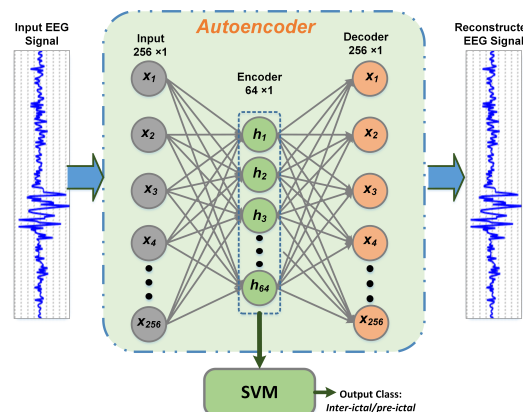 Input EEG
Signal
Autoencoder
Input
256 ×1
Encoder
64 ×1
Decoder
256 ×1
Reconstructe
EEG Signal
x1
x2
x3
x4
x256
h1
h2
h3
h64
x1
x2
x3
x4
x256
SVM
Output Class:
Inter-ictal/pre-ictal